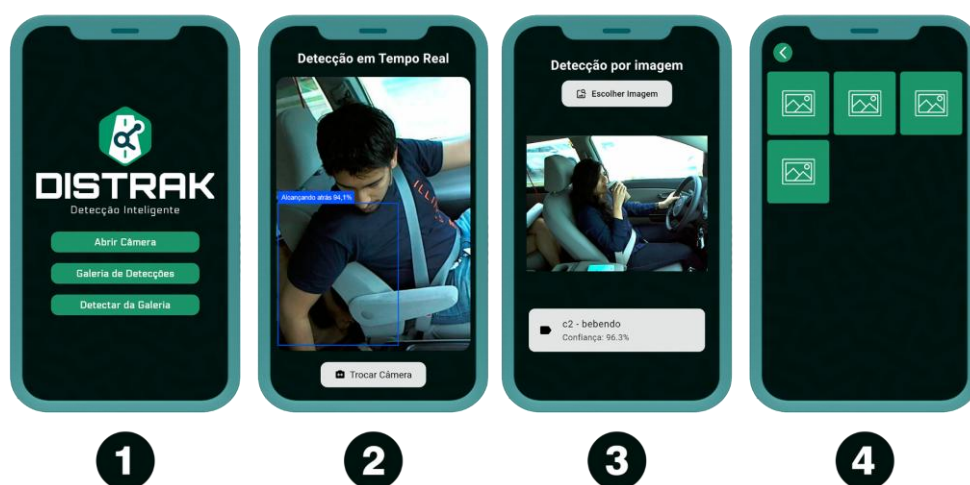 DISTRAK
Detecção Inteligente
Abrir Câmera
Galeria de Detecções
Detectar da Galeria
1
Detecção em Tempo Real
Alcançando atrás 94,1%
Trocar Câmera
2
Detecção por imagem
Escolher Imagem
c2 - bebendo
Confiança: 96.3%
3
4